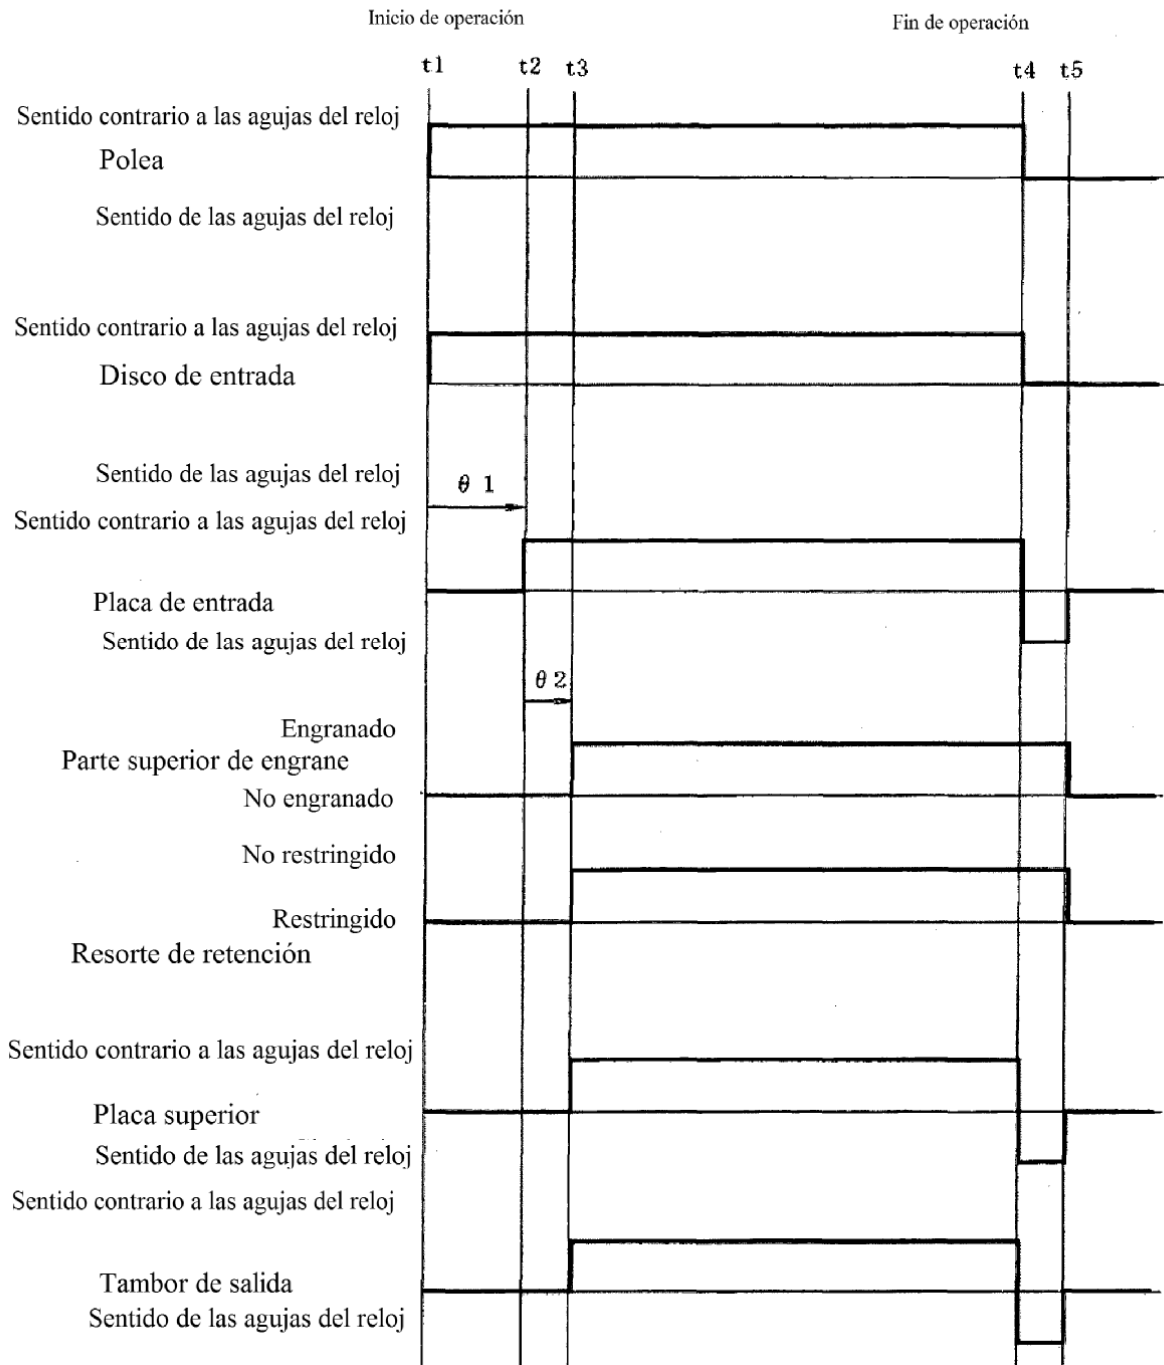 Inicio de operación
Fin de operación
t1 t2 t3 t4 t5
Sentido contrario a las agujas del reloj
Polea
Sentido de las agujas del reloj
Sentido contrario a las agujas del reloj
Disco de entrada
Sentido de las agujas del reloj
θ 1
Sentido contrario a las agujas del reloj
Placa de entrada
Sentido de las agujas del reloj
θ 2
Engranado
Parte superior de engrane
No engranado
No restringido
Restringido
Resorte de retención
Sentido contrario a las agujas del reloj
Placa superior
Sentido de las agujas del reloj
Sentido contrario a las agujas del reloj
Tambor de salida
Sentido de las agujas del reloj